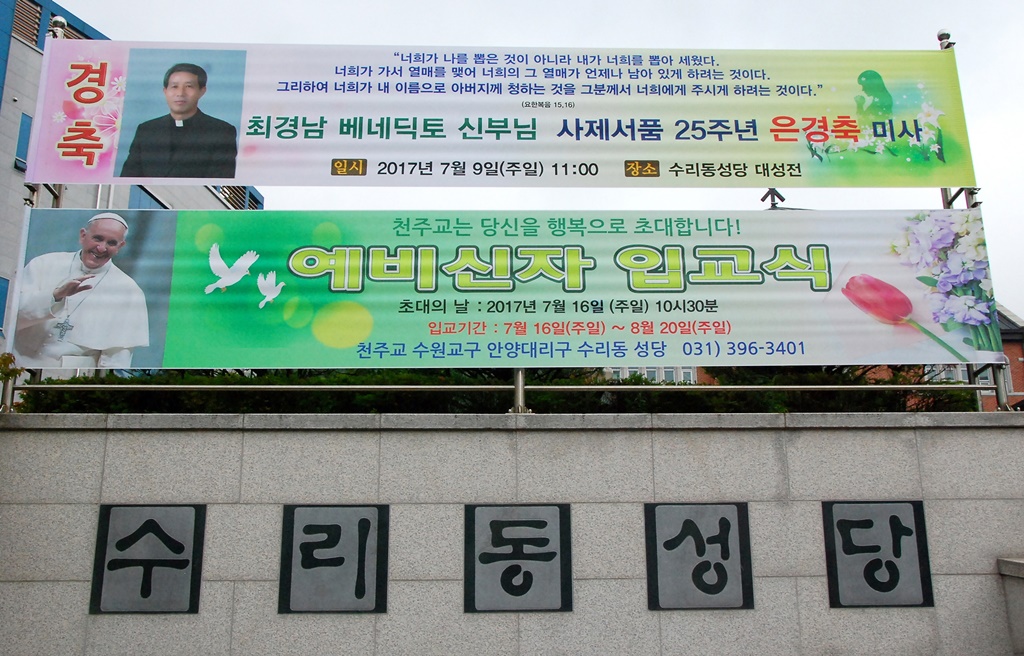 경축
"너희가 나를 뽑은 것이 아니라 내가 너희를 뽑아 세웠다.
너희가 가서 열매를 맺어 너희의 그 열매가 언제나 남아 있게 하려는 것이다.
그리하여 너희가 내 이름으로 아버지께 청하는 것을 그분께서 너희에게 주시게 하려는 것이다."
(요한복음 15,16)
최경남 베네딕토 신부님 사제서품 25주년 은경축 미사
일시 2017년 7월 9일(주일) 11:00 장소 수리동성당 대성전
천주교는 당신을 행복으로 초대합니다!
예비신자 입교식
초대의 날 : 2017년 7월 16일 (주일) 10시30분
입교기간 : 7월 16일(주일) ~ 8월 20일(주일)
천주교 수원교구 안양대리구 수리동 성당 031) 396-3401
수리동성당